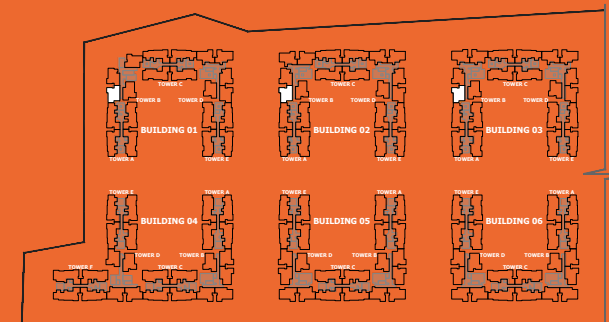 TOWER C TOWER C TOWER C
TOWER B TOWER D TOWER B TOWER D TOWER B TOWER D
BUILDING 01 BUILDING 02 BUILDING 03
TOWER A TOWER E TOWER A TOWER E TOWER A TOWER E
TOWER E TOWER A TOWER E TOWER A TOWER E TOWER A
BUILDING 04 BUILDING 05 BUILDING 06
TOWER D TOWER B TOWER D TOWER B TOWER D TOWER B
TOWER F TOWER C TOWER C TOWER C